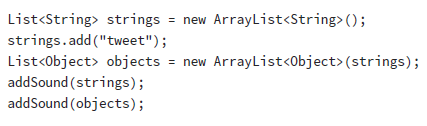 List<String> strings = new ArrayList<String>();
strings.add("tweet");
List<Object> objects = new ArrayList<Object>(strings);
addSound(strings);
addSound(objects);